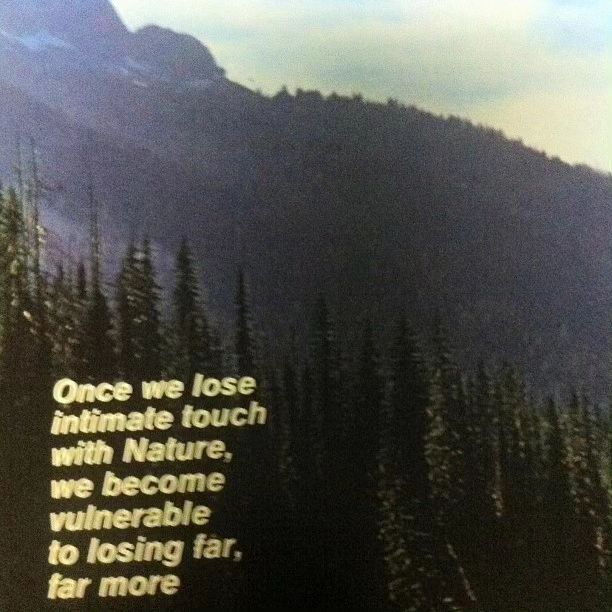 Once we lose
intimate touch
with Nature,
we become
vulnerable
to losing far,
far more